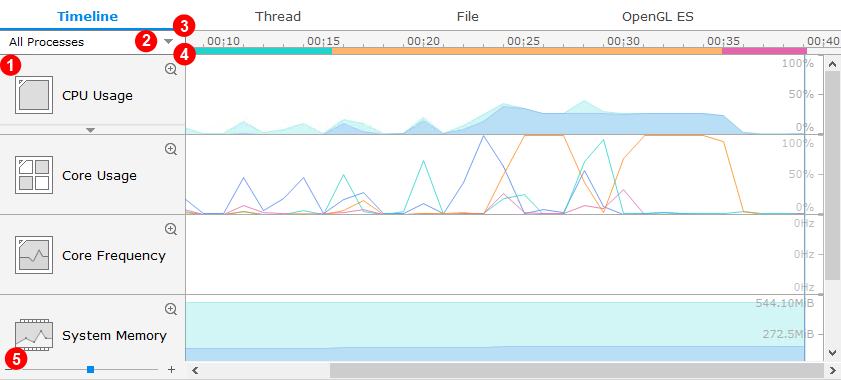 Timeline Thread File OpenGL ES
3
All Processes 2 00:10 00:15 00:20 00:25 00:30 00:35 00:40
4
1 100%
CPU Usage 50%
0%
100%
Core Usage 50%
0%
0Hz
Core Frequency 0Hz
0Hz
544.10MiB
System Memory 272.5MiB
5
- +